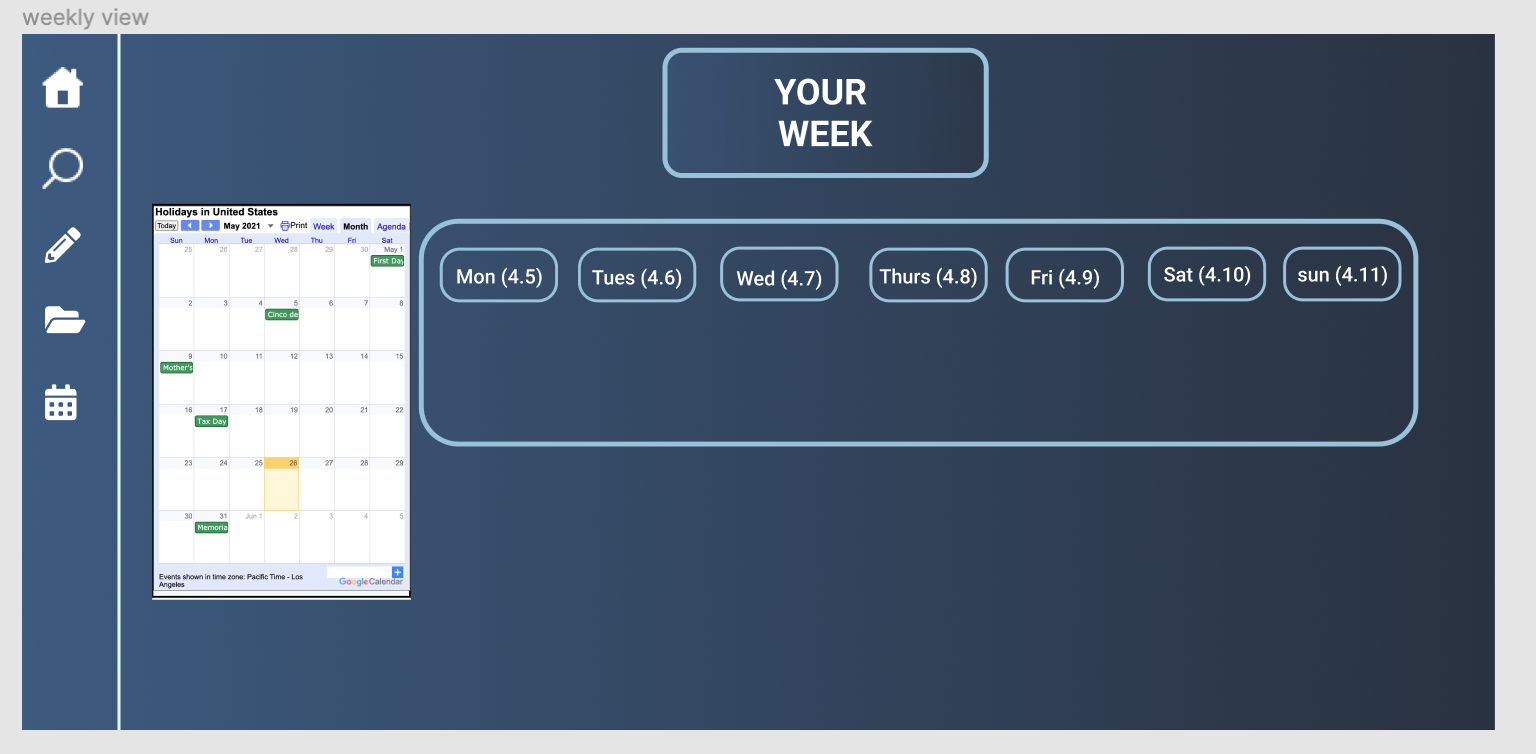 weekly view
YOUR
WEEK
Holidays in United States
Today May 2021 Print Week Month Agenda
Sun Mon Tue Wed Thu Fri Sat
25 26 27 28 29 30 May 1
First Day
2 3 4 5 6 7 8
Cinco de
9 10 11 12 13 14 15
Mother's
16 17 18 19 20 21 22
Tax Day
23 24 25 26 27 28 29
30 31 Jun 1 2 3 4 5
Memoria
Events shown in time zone: Pacific Time - Los
Angeles
Google Calendar
Mon (4.5) Tues (4.6) Wed (4.7) Thurs (4.8) Fri (4.9) Sat (4.10) sun (4.11)